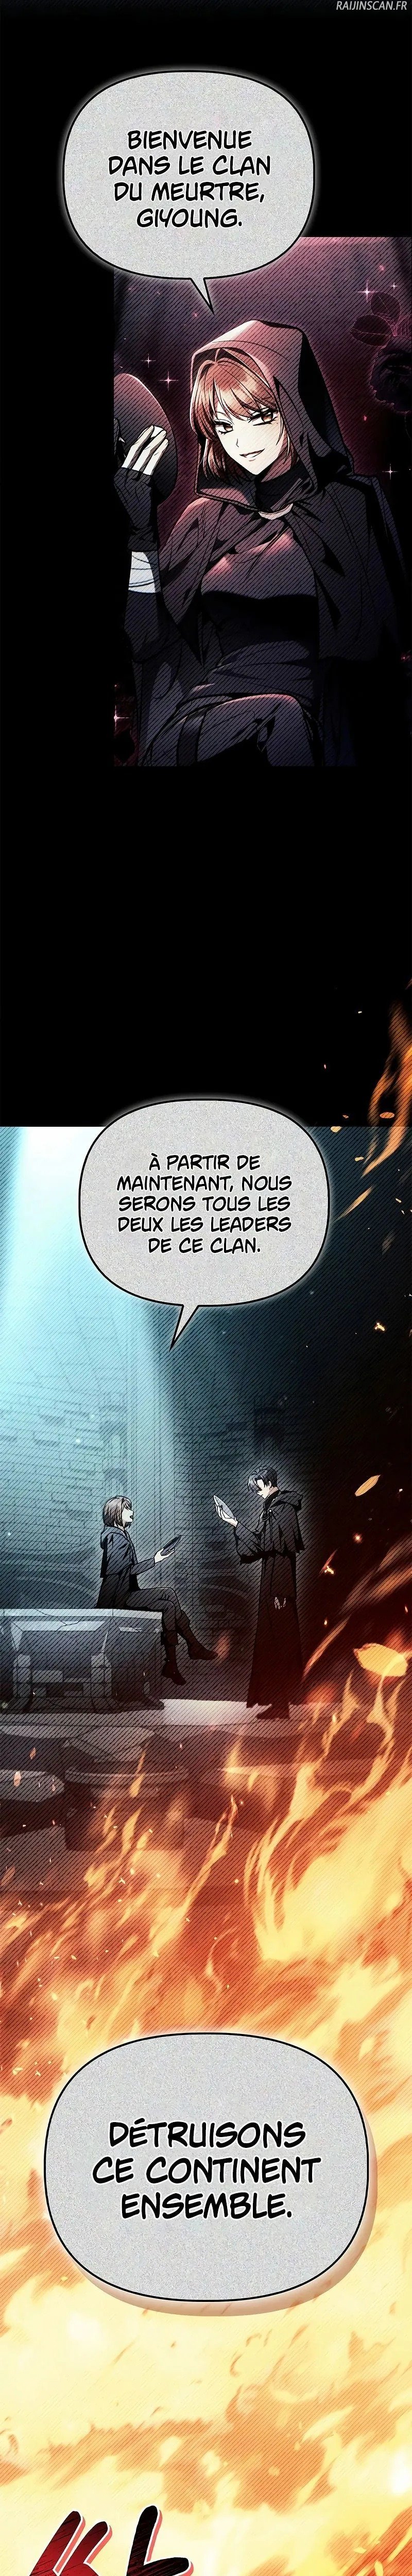 RAIJINSCAN.FR
BIENVENUE
DANS LE CLAN
DU MEURTRE,
GIYOUNG.
À PARTIR DE
MAINTENANT, NOUS
SERONS TOUS LES
DEUX LES LEADERS
DE CE CLAN.
DÉTRUISONS
CE CONTINENT
ENSEMBLE.